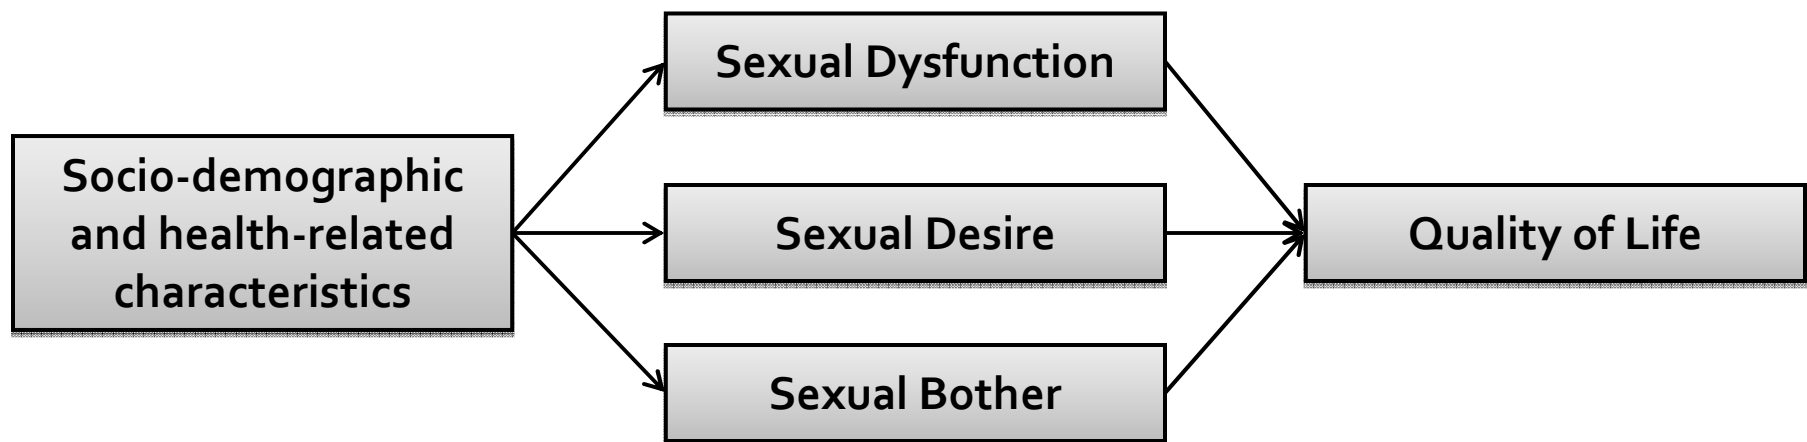 Sexual Dysfunction
Socio-demographic
and health-related
characteristics
Sexual Desire
Quality of Life
Sexual Bother